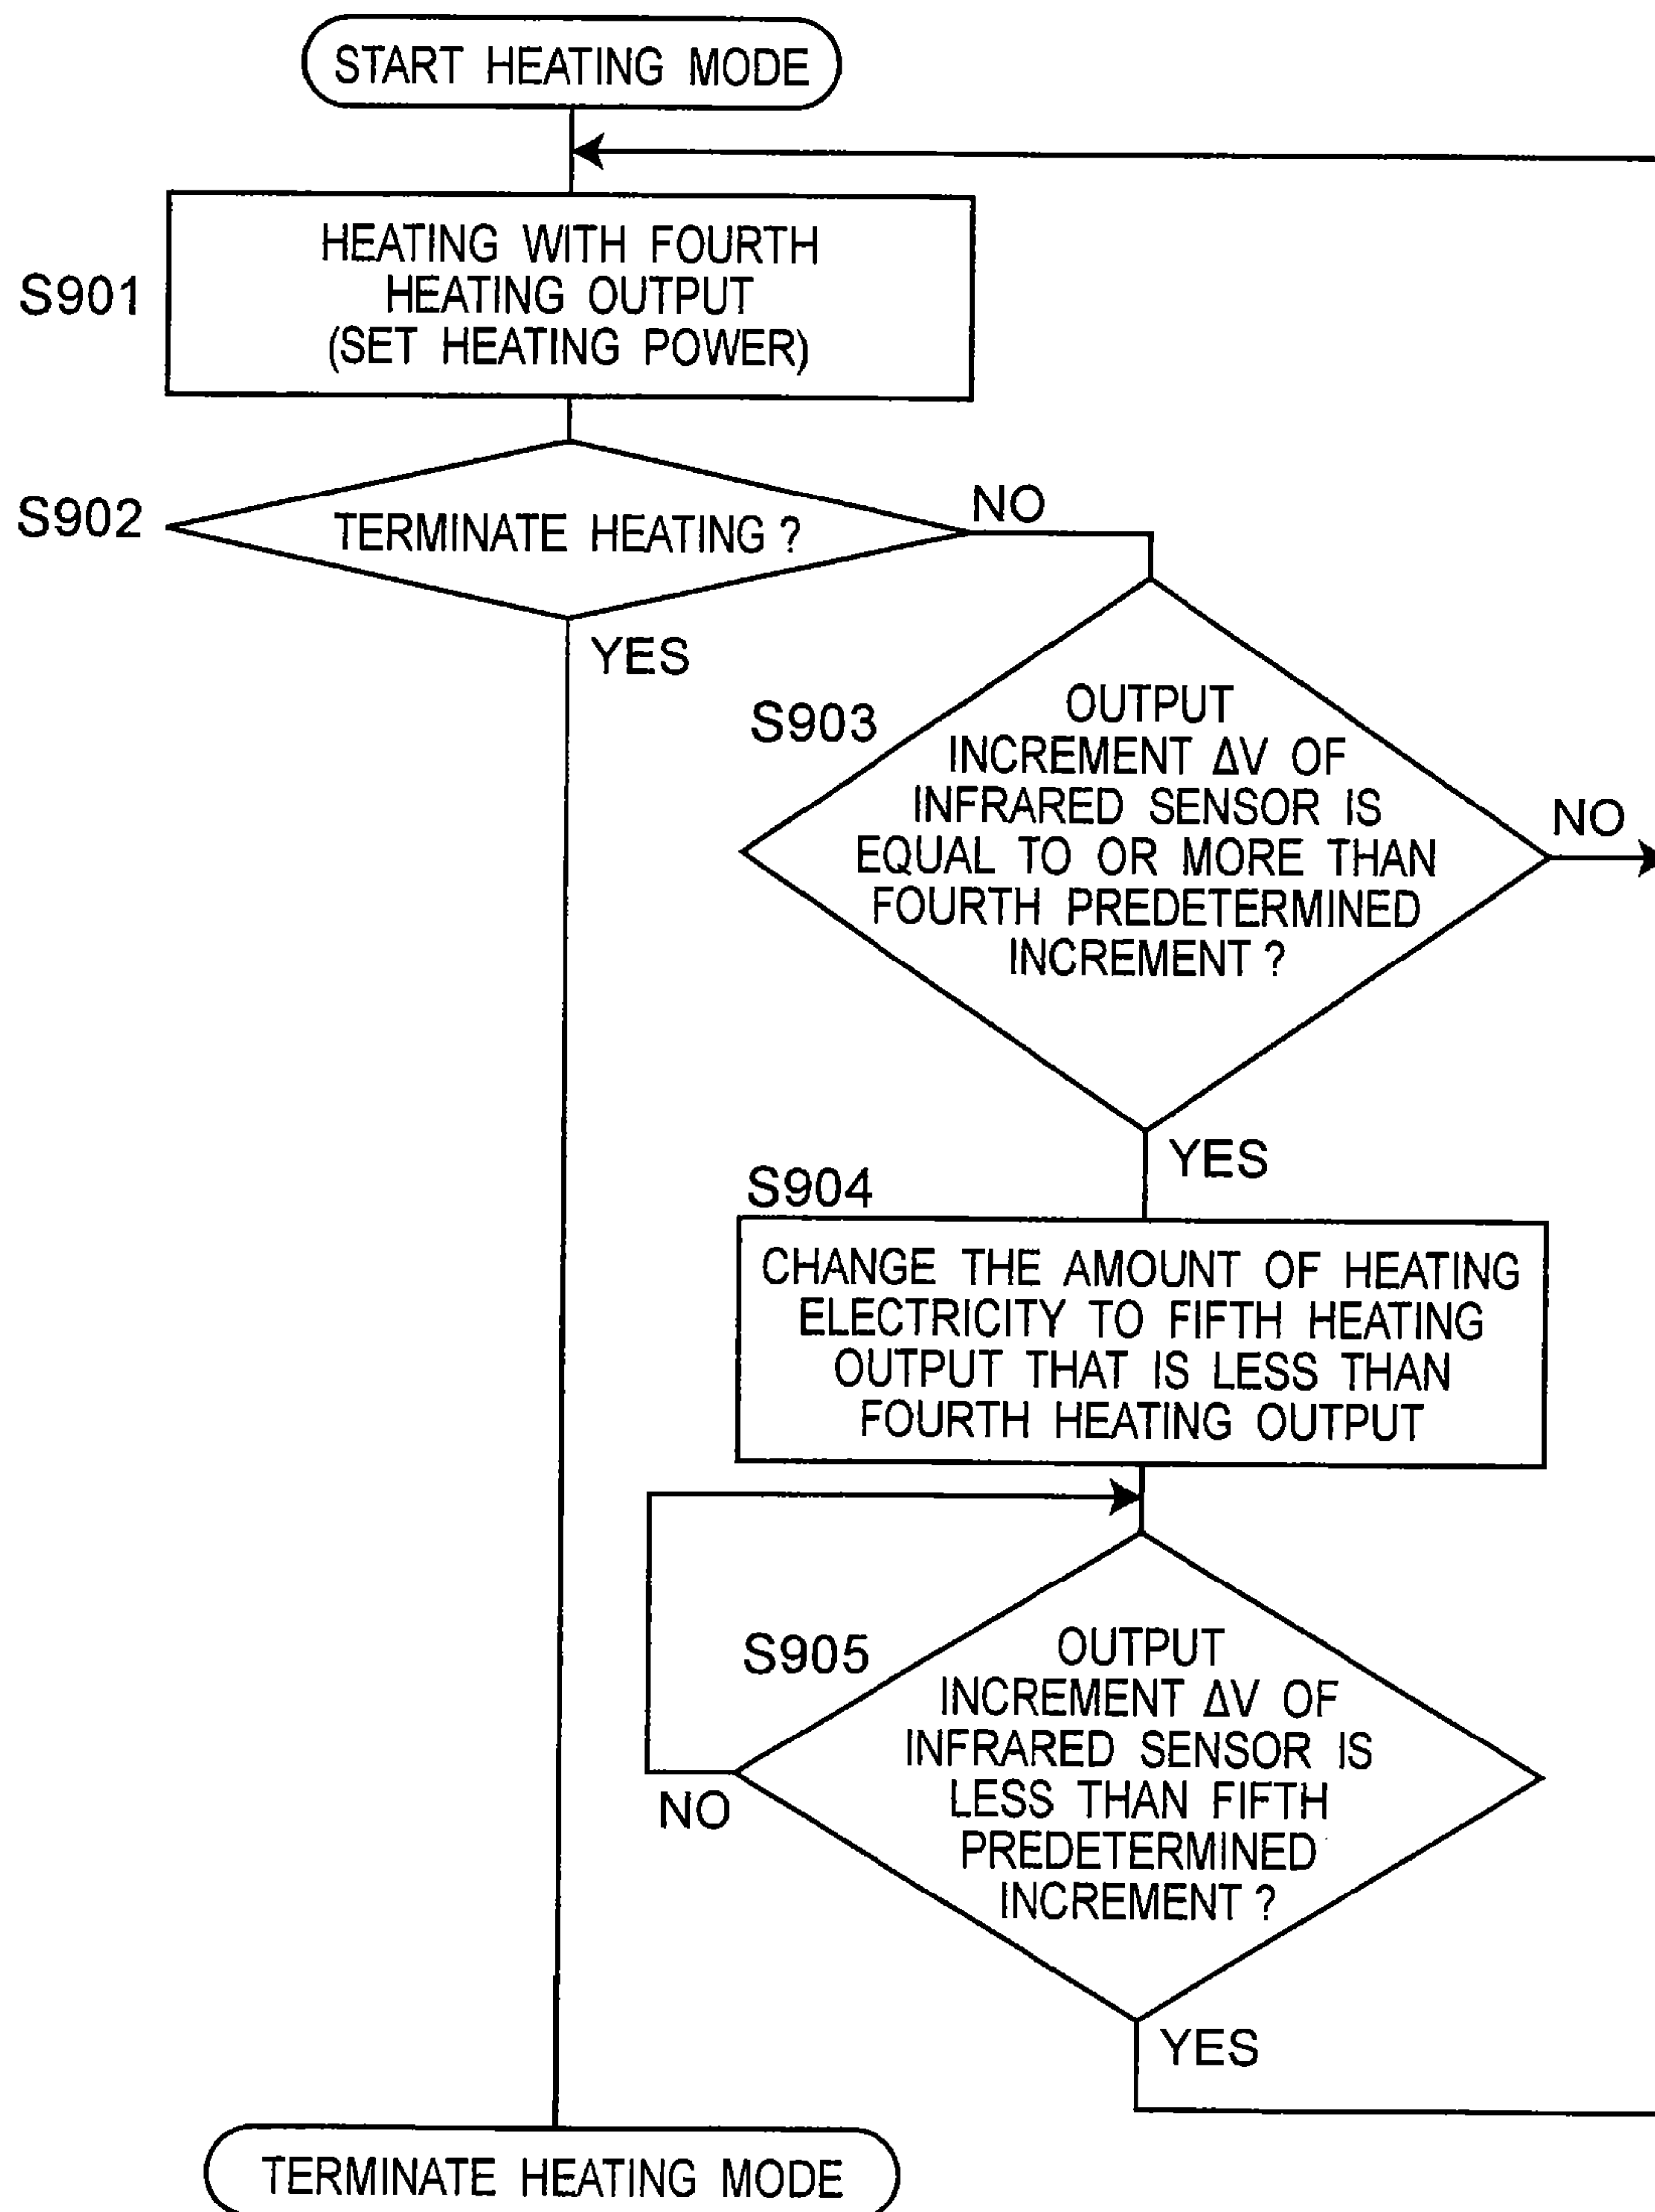 START HEATING MODE
S901
HEATING WITH FOURTH
HEATING OUTPUT
(SET HEATING POWER)
S902
TERMINATE HEATING ?
NO
YES
S903
OUTPUT
INCREMENT ΔV OF
INFRARED SENSOR IS
EQUAL TO OR MORE THAN
FOURTH PREDETERMINED
INCREMENT ?
NO
YES
S904
CHANGE THE AMOUNT OF HEATING
ELECTRICITY TO FIFTH HEATING
OUTPUT THAT IS LESS THAN
FOURTH HEATING OUTPUT
S905
OUTPUT
INCREMENT ΔV OF
INFRARED SENSOR IS
LESS THAN FIFTH
PREDETERMINED
INCREMENT ?
NO
YES
TERMINATE HEATING MODE